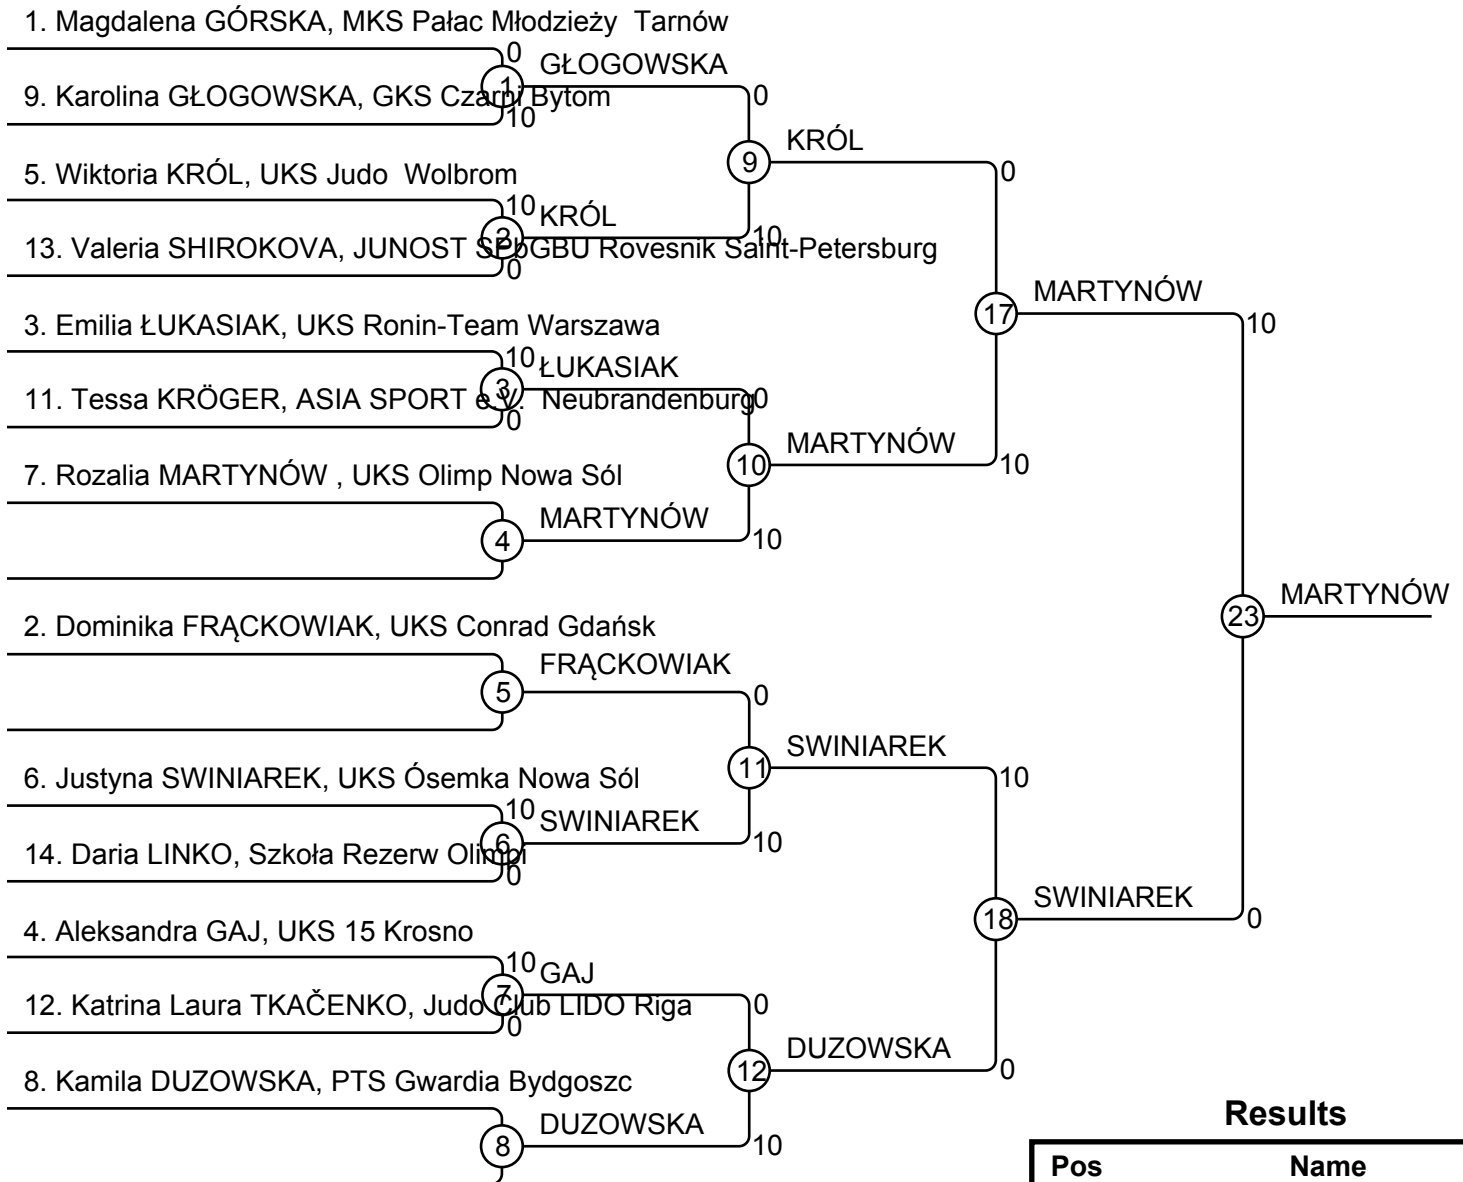 1. Magdalena GÓRSKA, MKS Pałac Młodzieży  Tarnów
0
GŁOGOWSKA
1
0
9. Karolina GŁOGOWSKA, GKS Czarni Bytom
10
KRÓL
9
0
5. Wiktoria KRÓL, UKS Judo  Wolbrom
10
KRÓL
2
10
13. Valeria SHIROKOVA, JUNOST SPbGBU Rovesnik Saint-Petersburg
0
MARTYNÓW
17
10
3. Emilia ŁUKASIAK, UKS Ronin-Team Warszawa
10
ŁUKASIAK
3
0
11. Tessa KRÖGER, ASIA SPORT e.V.  Neubrandenburg
0
MARTYNÓW
10
10
7. Rozalia MARTYNÓW , UKS Olimp Nowa Sól
MARTYNÓW
4
10
MARTYNÓW
23
2. Dominika FRĄCKOWIAK, UKS Conrad Gdańsk
FRĄCKOWIAK
5
0
SWINIAREK
11
10
6. Justyna SWINIAREK, UKS Ósemka Nowa Sól
10
SWINIAREK
6
10
14. Daria LINKO, Szkoła Rezerw Olimpi
0
SWINIAREK
18
0
4. Aleksandra GAJ, UKS 15 Krosno
10
GAJ
7
0
12. Katrina Laura TKAČENKO, Judo Club LIDO Riga
0
DUZOWSKA
12
0
8. Kamila DUZOWSKA, PTS Gwardia Bydgoszc
DUZOWSKA
8
10
Results
Pos Name